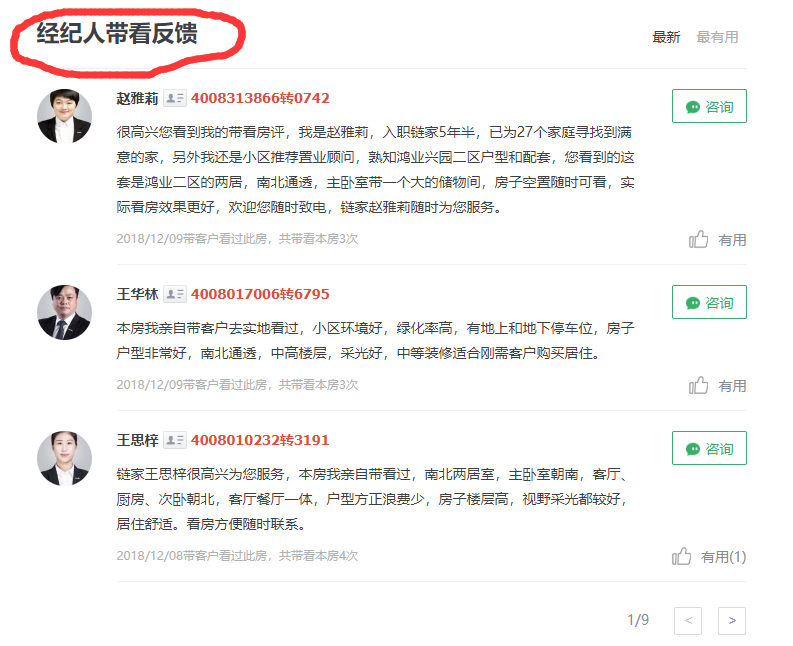 经纪人带看反馈
最新 最有用
赵雅莉 4008313866转0742
咨询
很高兴您看到我的带看房评，我是赵雅莉，入职链家5年半，已为27个家庭寻找到满
意的家，另外我还是小区推荐置业顾问，熟知鸿业兴园二区户型和配套，您看到的这
套是鸿业二区的两居，南北通透，主卧室带一个大的储物间，房子空置随时可看，实
际看房效果更好，欢迎您随时致电，链家赵雅莉随时为您服务。
2018/12/09带客户看过此房，共带看本房3次
有用
王华林 4008017006转6795
咨询
本房我亲自带客户去实地看过，小区环境好，绿化率高，有地上和地下停车位，房子
户型非常好，南北通透，中高楼层，采光好，中等装修适合刚需客户购买居住。
2018/12/09带客户看过此房，共带看本房3次
有用
王思梓 4008010232转3191
咨询
链家王思梓很高兴为您服务，本房我亲自带看过，南北两居室，主卧室朝南，客厅、
厨房、次卧朝北，客厅餐厅一体，户型方正浪费少，房子楼层高，视野采光都较好，
居住舒适。看房方便随时联系。
2018/12/08带客户看过此房，共带看本房4次
有用(1)
1/9 < >